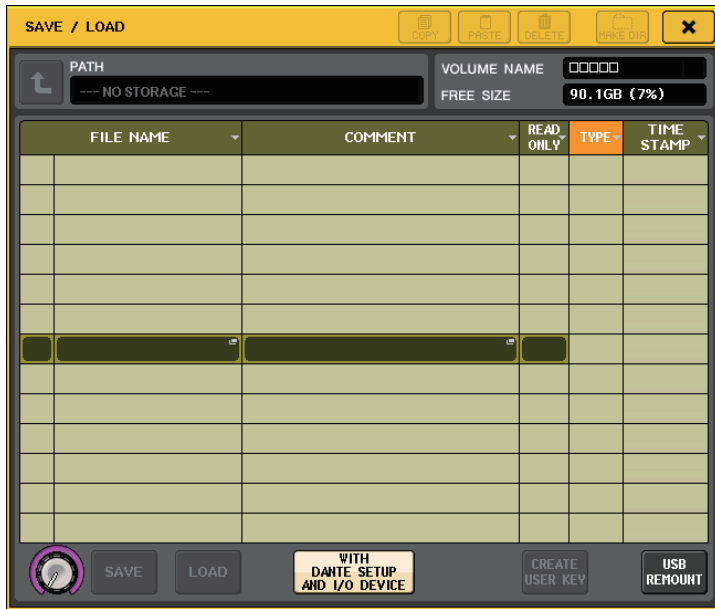 SAVE / LOAD
COPY
PASTE
DELETE
MAKE DIR
PATH
--- NO STORAGE ---
VOLUME NAME
FREE SIZE
90.1GB (7%)
FILE NAME
COMMENT
READ
ONLY
TYPE
TIME
STAMP
SAVE
LOAD
WITH
DANTE SETUP
AND I/O DEVICE
CREATE
USER KEY
USB
REMOUNT